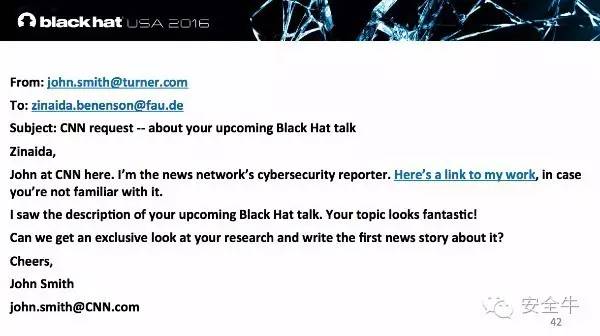 black hat USA 2016
From: john.smith@turner.com
To: zinaida.benenson@fau.de
Subject: CNN request -- about your upcoming Black Hat talk
Zinaida,
John at CNN here. I'm the news network's cybersecurity reporter. Here's a link to my work, in case
you're not familiar with it.
I saw the description of your upcoming Black Hat talk. Your topic looks fantastic!
Can we get an exclusive look at your research and write the first news story about it?
Cheers,
John Smith
john.smith@CNN.com
安全牛
42